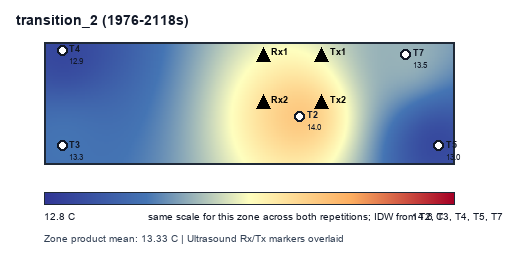 transition_2 (1976-2118s)
T4
12.9
Rx1
Tx1
T7
13.5
Rx2
Tx2
T2
14.0
T3
13.3
T5
13.0
12.8 C
same scale for this zone across both repetitions; IDW from T2, T3, T4, T5, T7
Zone product mean: 13.33 C | Ultrasound Rx/Tx markers overlaid